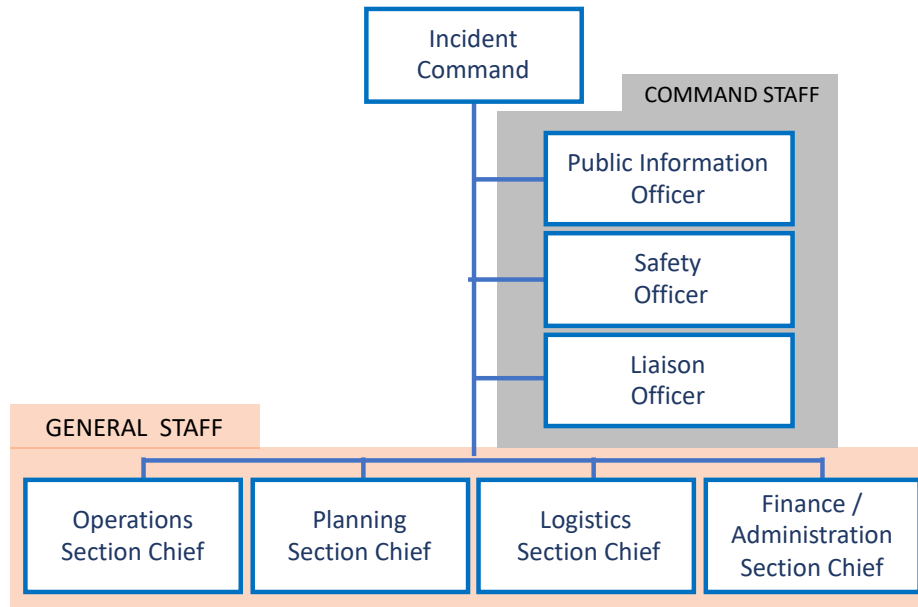 Incident
Command
COMMAND STAFF
Public Information
Officer
Safety
Officer
Liaison
Officer
GENERAL STAFF
Operations
Section Chief
Planning
Section Chief
Logistics
Section Chief
Finance /
Administration
Section Chief